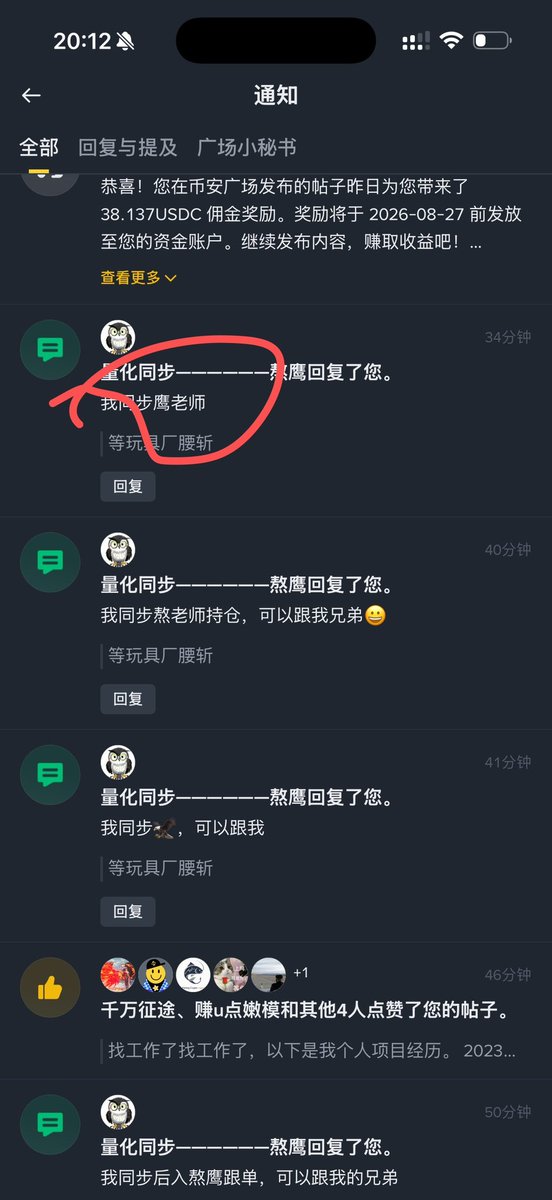 20:12
通知
全部 回复与提及 广场小秘书
恭喜！您在币安广场发布的帖子昨日为您带来了
38.137USDC 佣金奖励。奖励将于 2026-08-27 前发放
至您的资金账户。继续发布内容，赚取收益吧！...
查看更多
34分钟
量化同步——————熬鹰回复了您。
我同步鹰老师
等玩具厂腰斩
回复
40分钟
量化同步——————熬鹰回复了您。
我同步熬老师持仓，可以跟我兄弟😀
等玩具厂腰斩
回复
41分钟
量化同步——————熬鹰回复了您。
我同步🦅，可以跟我
等玩具厂腰斩
回复
+1
46分钟
千万征途、赚u点嫩模和其他4人点赞了您的帖子。
找工作了找工作了，以下是我个人项目经历。 2023...
50分钟
量化同步——————熬鹰回复了您。
我同步后入熬鹰跟单，可以跟我的兄弟